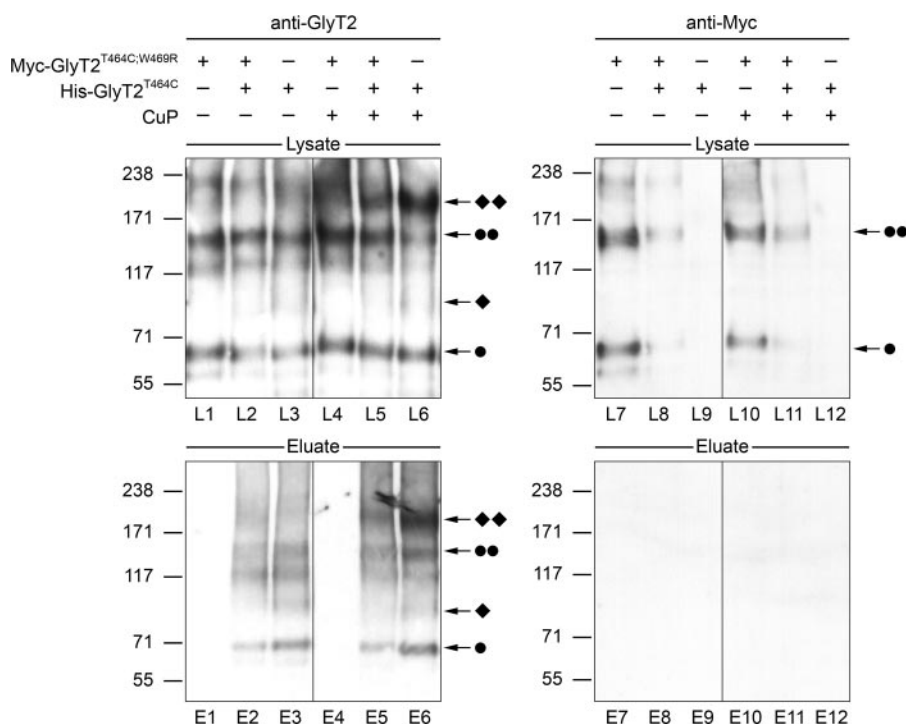 anti-GlyT2 anti-Myc
Myc-GlyT2T464C;W469R + + – + + – + + – + + –
His-GlyT2T464C – + + – + + – + + – + +
CuP – – – + + + – – – + + +
Lysate Lysate
238 238
171 171
117 117
71 71
55 55
L1 L2 L3 L4 L5 L6 L7 L8 L9 L10 L11 L12
Eluate Eluate
238 238
171 171
117 117
71 71
55 55
E1 E2 E3 E4 E5 E6 E7 E8 E9 E10 E11 E12